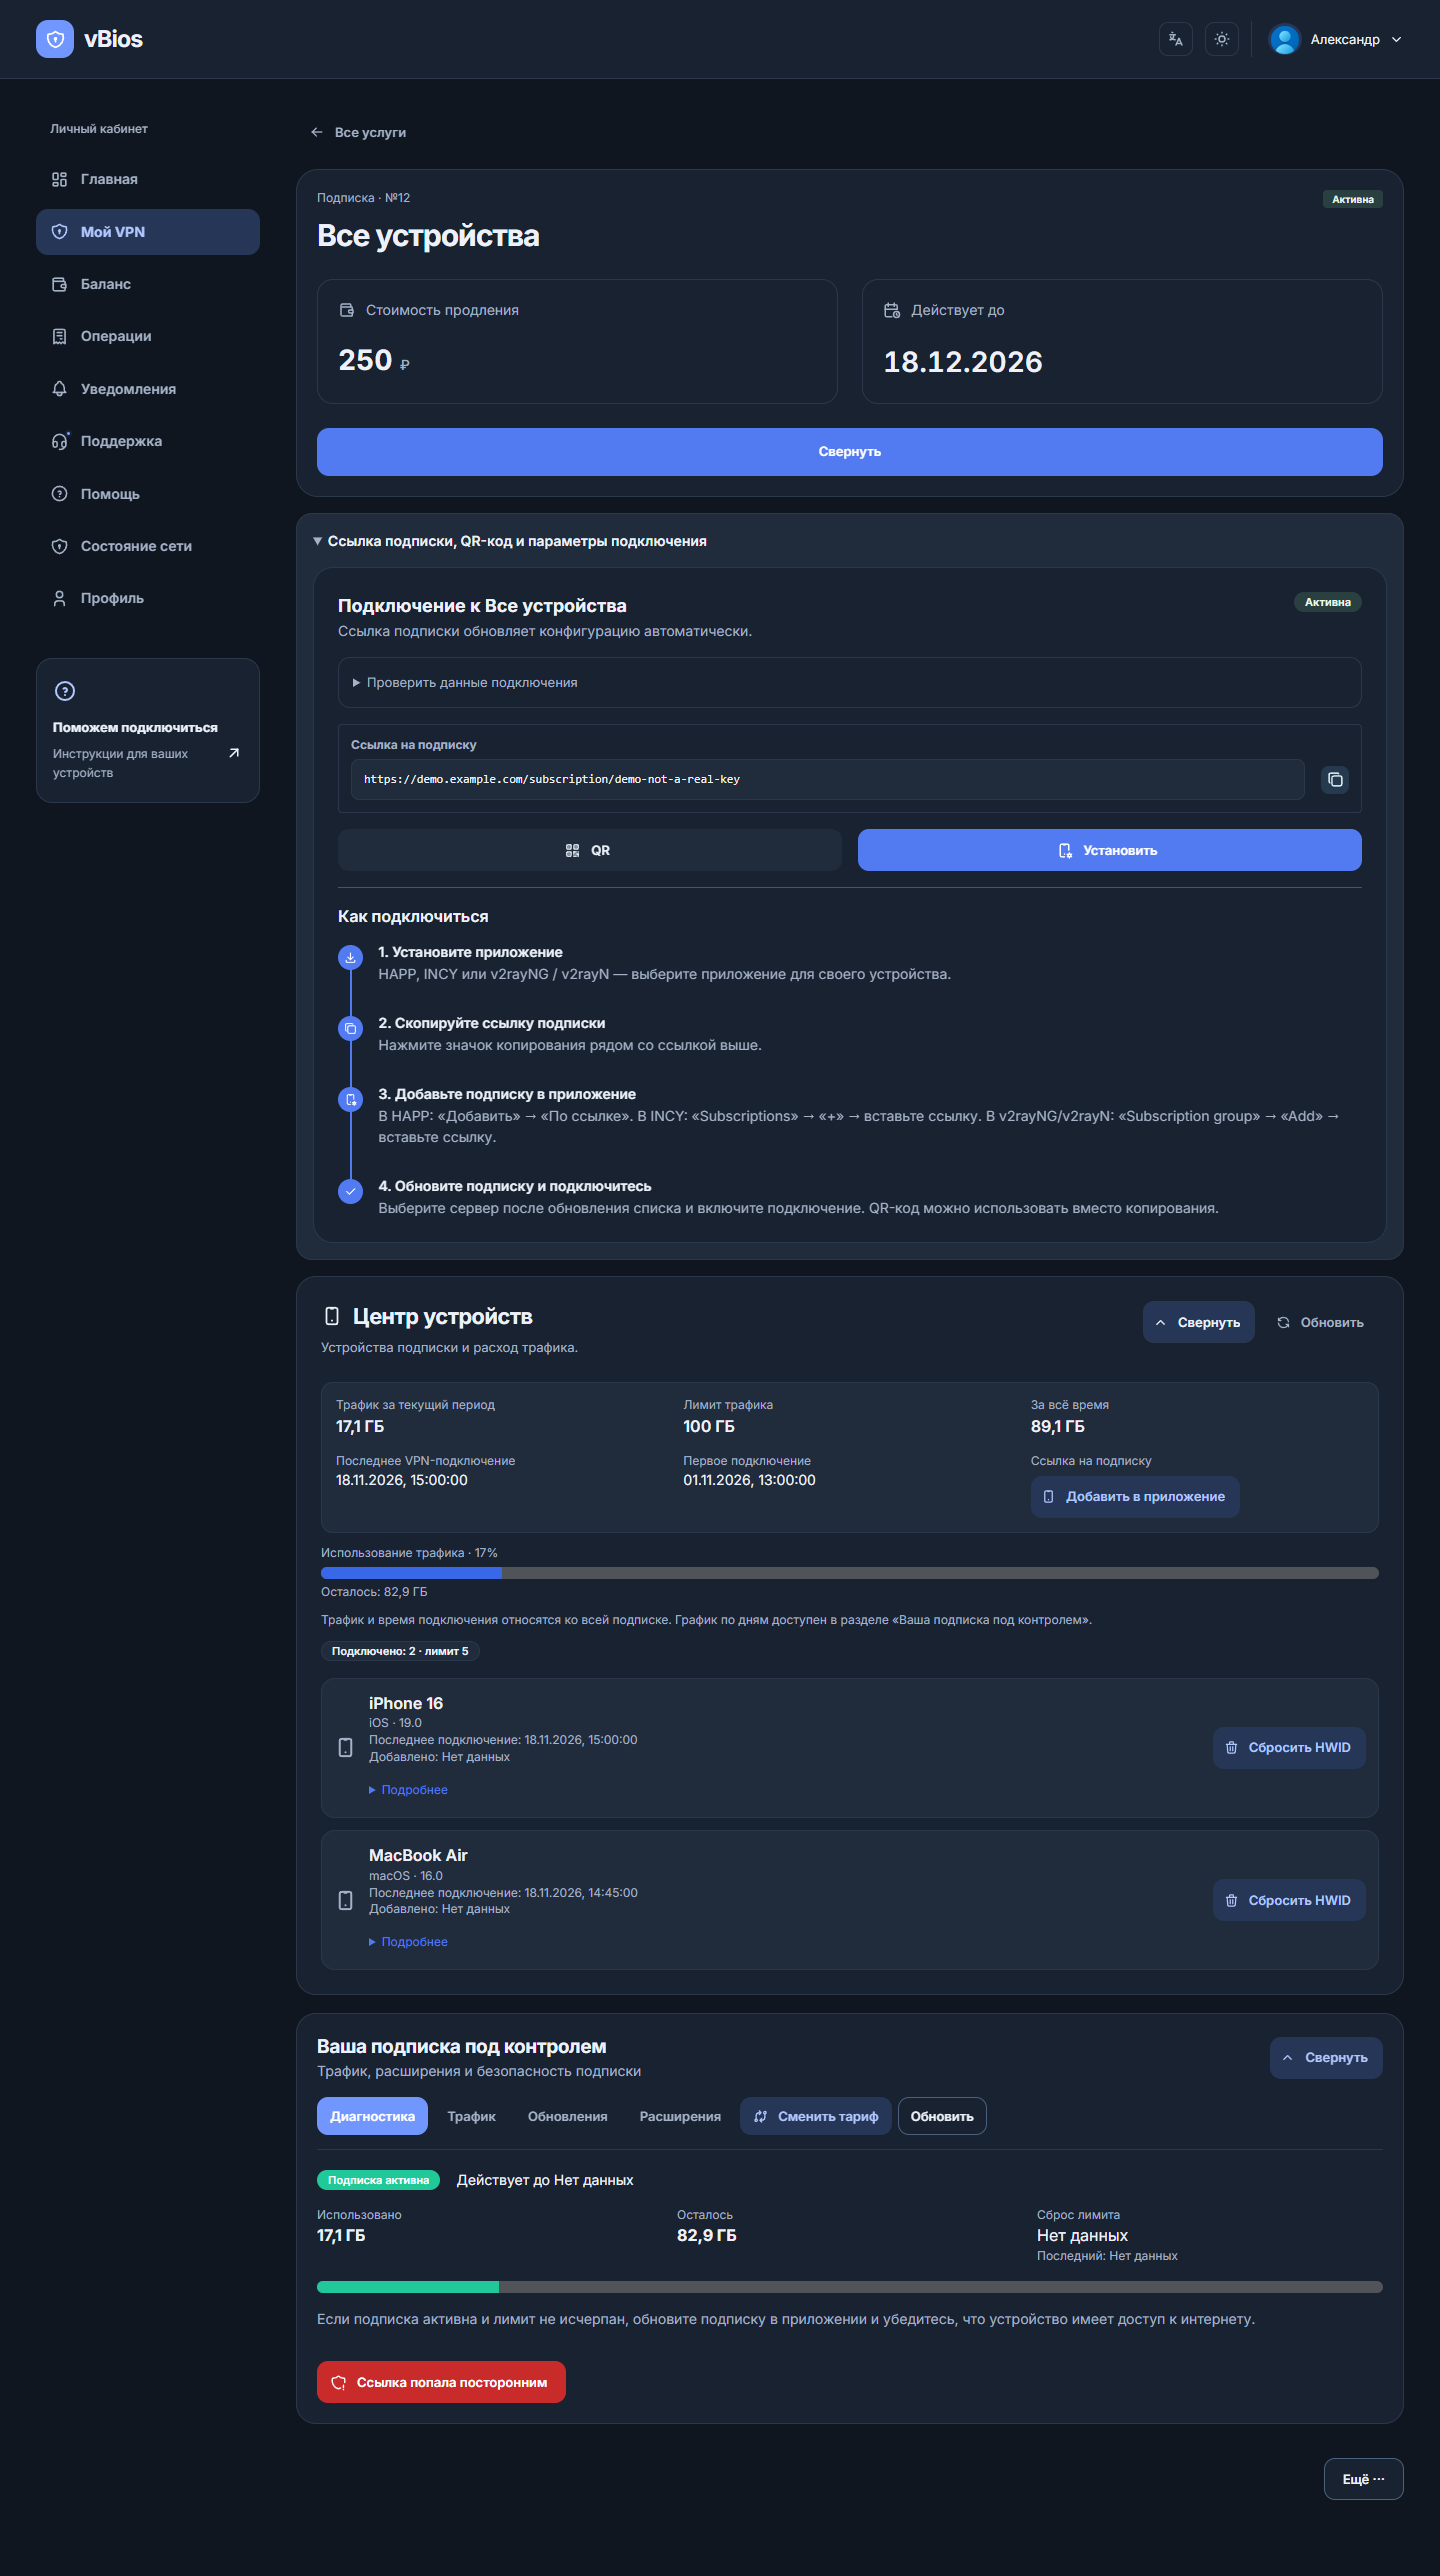 vBios
Александр
Личный кабинет
Главная
Мой VPN
Баланс
Операции
Уведомления
Поддержка
Помощь
Состояние сети
Профиль
Поможем подключиться
Инструкции для ваших
устройств
Все услуги
Подписка · №12
Активна
Все устройства
Стоимость продления
250 ₽
Действует до
18.12.2026
Свернуть
Ссылка подписки, QR-код и параметры подключения
Подключение к Все устройства
Активна
Ссылка подписки обновляет конфигурацию автоматически.
Проверить данные подключения
Ссылка на подписку
https://demo.example.com/subscription/demo-not-a-real-key
QR
Установить
Как подключиться
1. Установите приложение
HAPP, INCY или v2rayNG / v2rayN — выберите приложение для своего устройства.
2. Скопируйте ссылку подписки
Нажмите значок копирования рядом со ссылкой выше.
3. Добавьте подписку в приложение
В HAPP: «Добавить» → «По ссылке». В INCY: «Subscriptions» → «+» → вставьте ссылку. В v2rayNG/v2rayN: «Subscription group» → «Add» →
вставьте ссылку.
4. Обновите подписку и подключитесь
Выберите сервер после обновления списка и включите подключение. QR-код можно использовать вместо копирования.
Центр устройств
Свернуть
Обновить
Устройства подписки и расход трафика.
Трафик за текущий период
17,1 ГБ
Лимит трафика
100 ГБ
За всё время
89,1 ГБ
Последнее VPN-подключение
18.11.2026, 15:00:00
Первое подключение
01.11.2026, 13:00:00
Ссылка на подписку
Добавить в приложение
Использование трафика · 17%
Осталось: 82,9 ГБ
Трафик и время подключения относятся ко всей подписке. График по дням доступен в разделе «Ваша подписка под контролем».
Подключено: 2 · лимит 5
iPhone 16
iOS · 19.0
Последнее подключение: 18.11.2026, 15:00:00
Добавлено: Нет данных
Подробнее
Сбросить HWID
MacBook Air
macOS · 16.0
Последнее подключение: 18.11.2026, 14:45:00
Добавлено: Нет данных
Подробнее
Сбросить HWID
Ваша подписка под контролем
Свернуть
Трафик, расширения и безопасность подписки
Диагностика
Трафик
Обновления
Расширения
Сменить тариф
Обновить
Подписка активна
Действует до Нет данных
Использовано
17,1 ГБ
Осталось
82,9 ГБ
Сброс лимита
Нет данных
Последний: Нет данных
Если подписка активна и лимит не исчерпан, обновите подписку в приложении и убедитесь, что устройство имеет доступ к интернету.
Ссылка попала посторонним
Ещё ···